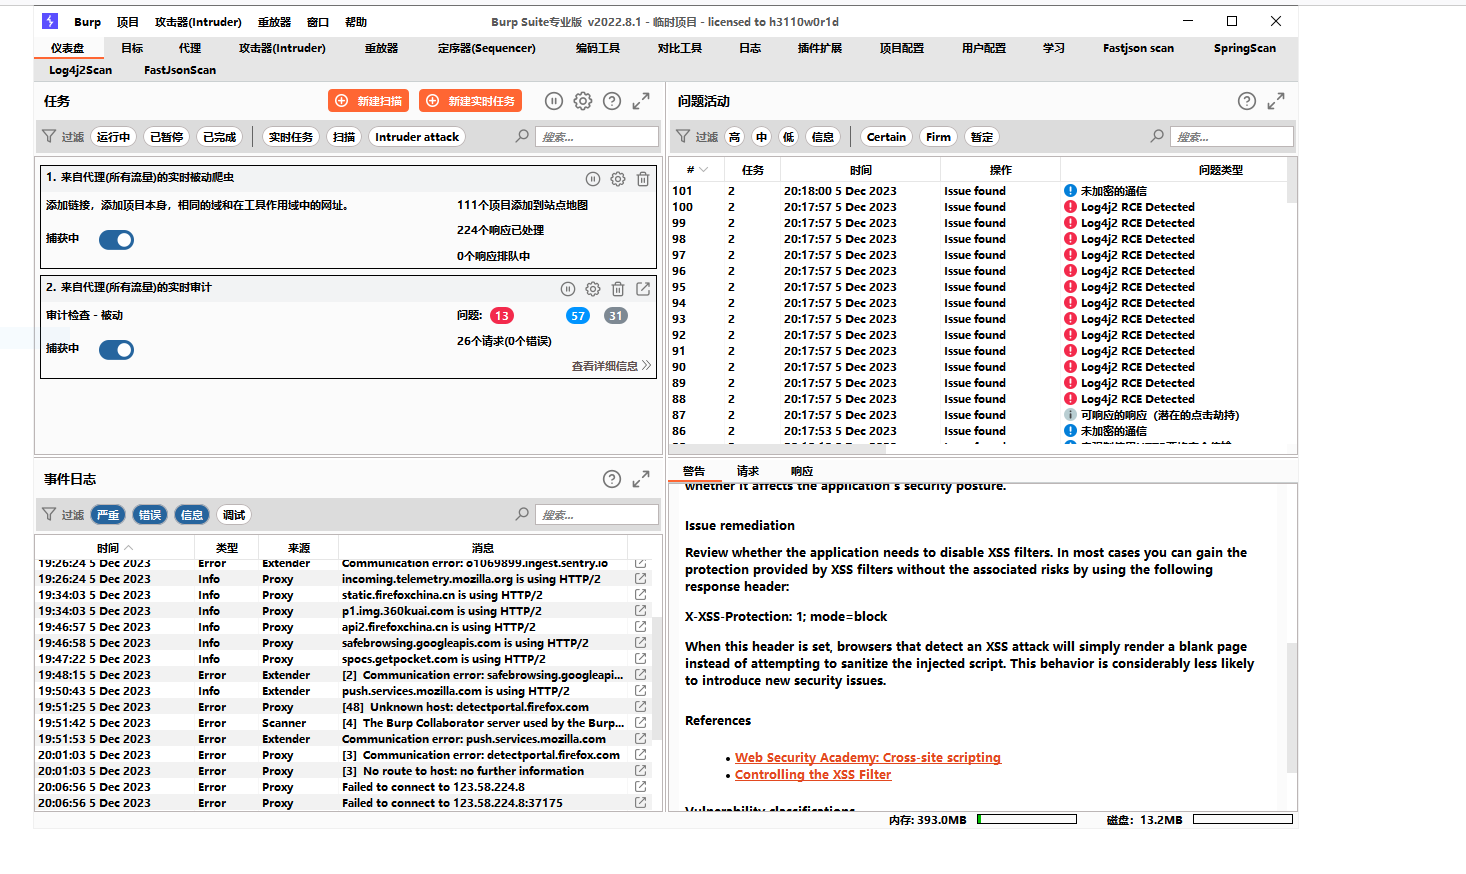 Burp 项目 攻击器(Intruder) 重放器 窗口 帮助 Burp Suite专业版 v2022.8.1 - 临时项目 - licensed to h3110w0r1d
仪表盘 目标 代理 攻击器(Intruder) 重放器 定序器(Sequencer) 编码工具 对比工具 日志 插件扩展 项目配置 用户配置 学习 Fastjson scan SpringScan
Log4j2Scan FastJsonScan
任务 新建扫描 新建实时任务
过滤 运行中 已暂停 已完成 实时任务 扫描 Intruder attack 搜索...
1. 来自代理(所有流量)的实时被动爬虫
添加链接，添加项目本身，相同的域和在工具作用域中的网址。 111个项目添加到站点地图
224个响应已处理
捕获中
0个响应排队中
2. 来自代理(所有流量)的实时审计
审计检查 - 被动 问题: 13 57 31
26个请求(0个错误)
捕获中
查看详细信息
问题活动
过滤 高 中 低 信息 Certain Firm 暂定 搜索...
# 任务 时间 操作 问题类型
101 2 20:18:00 5 Dec 2023 Issue found 未加密的通信
100 2 20:17:57 5 Dec 2023 Issue found Log4j2 RCE Detected
99 2 20:17:57 5 Dec 2023 Issue found Log4j2 RCE Detected
98 2 20:17:57 5 Dec 2023 Issue found Log4j2 RCE Detected
97 2 20:17:57 5 Dec 2023 Issue found Log4j2 RCE Detected
96 2 20:17:57 5 Dec 2023 Issue found Log4j2 RCE Detected
95 2 20:17:57 5 Dec 2023 Issue found Log4j2 RCE Detected
94 2 20:17:57 5 Dec 2023 Issue found Log4j2 RCE Detected
93 2 20:17:57 5 Dec 2023 Issue found Log4j2 RCE Detected
92 2 20:17:57 5 Dec 2023 Issue found Log4j2 RCE Detected
91 2 20:17:57 5 Dec 2023 Issue found Log4j2 RCE Detected
90 2 20:17:57 5 Dec 2023 Issue found Log4j2 RCE Detected
89 2 20:17:57 5 Dec 2023 Issue found Log4j2 RCE Detected
88 2 20:17:57 5 Dec 2023 Issue found Log4j2 RCE Detected
87 2 20:17:57 5 Dec 2023 Issue found 可响应的响应（潜在的点击劫持）
86 2 20:17:53 5 Dec 2023 Issue found 未加密的通信
事件日志
过滤 严重 错误 信息 调试 搜索...
时间 类型 来源 消息
19:26:24 5 Dec 2023 Error Extender Communication error: o1069899.ingest.sentry.io
19:26:24 5 Dec 2023 Info Proxy incoming.telemetry.mozilla.org is using HTTP/2
19:34:03 5 Dec 2023 Info Proxy static.firefoxchina.cn is using HTTP/2
19:34:03 5 Dec 2023 Info Proxy p1.img.360kuai.com is using HTTP/2
19:46:57 5 Dec 2023 Info Proxy api2.firefoxchina.cn is using HTTP/2
19:46:58 5 Dec 2023 Info Proxy safebrowsing.googleapis.com is using HTTP/2
19:47:22 5 Dec 2023 Info Proxy spocs.getpocket.com is using HTTP/2
19:48:15 5 Dec 2023 Error Extender [2] Communication error: safebrowsing.googleapi...
19:50:43 5 Dec 2023 Info Proxy push.services.mozilla.com is using HTTP/2
19:51:25 5 Dec 2023 Error Proxy [48] Unknown host: detectportal.firefox.com
19:51:42 5 Dec 2023 Error Scanner [4] The Burp Collaborator server used by the Burp...
19:51:53 5 Dec 2023 Error Extender Communication error: push.services.mozilla.com
20:01:03 5 Dec 2023 Error Proxy [3] Communication error: detectportal.firefox.com
20:01:03 5 Dec 2023 Error Proxy [3] No route to host: no further information
20:06:56 5 Dec 2023 Error Proxy Failed to connect to 123.58.224.8
20:06:56 5 Dec 2023 Error Proxy Failed to connect to 123.58.224.8:37175
警告 请求 响应
whether it affects the application's security posture.
Issue remediation
Review whether the application needs to disable XSS filters. In most cases you can gain the
protection provided by XSS filters without the associated risks by using the following
response header:
X-XSS-Protection: 1; mode=block
When this header is set, browsers that detect an XSS attack will simply render a blank page
instead of attempting to sanitize the injected script. This behavior is considerably less likely
to introduce new security issues.
References
• Web Security Academy: Cross-site scripting
• Controlling the XSS Filter
Vulnerability classifications
内存: 393.0MB 磁盘: 13.2MB